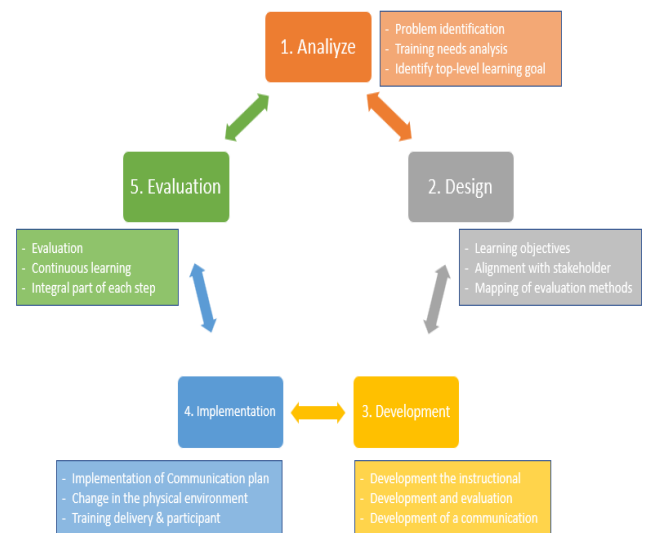 1. Analiyze
- Problem identification
- Training needs analysis
- Identify top-level learning goal
2. Design
- Learning objectives
- Alignment with stakeholder
- Mapping of evaluation methods
3. Development
- Development the instructional
- Development and evaluation
- Development of a communication
4. Implementation
- Implementation of Communication plan
- Change in the physical environment
- Training delivery & participant
5. Evaluation
- Evaluation
- Continuous learning
- Integral part of each step